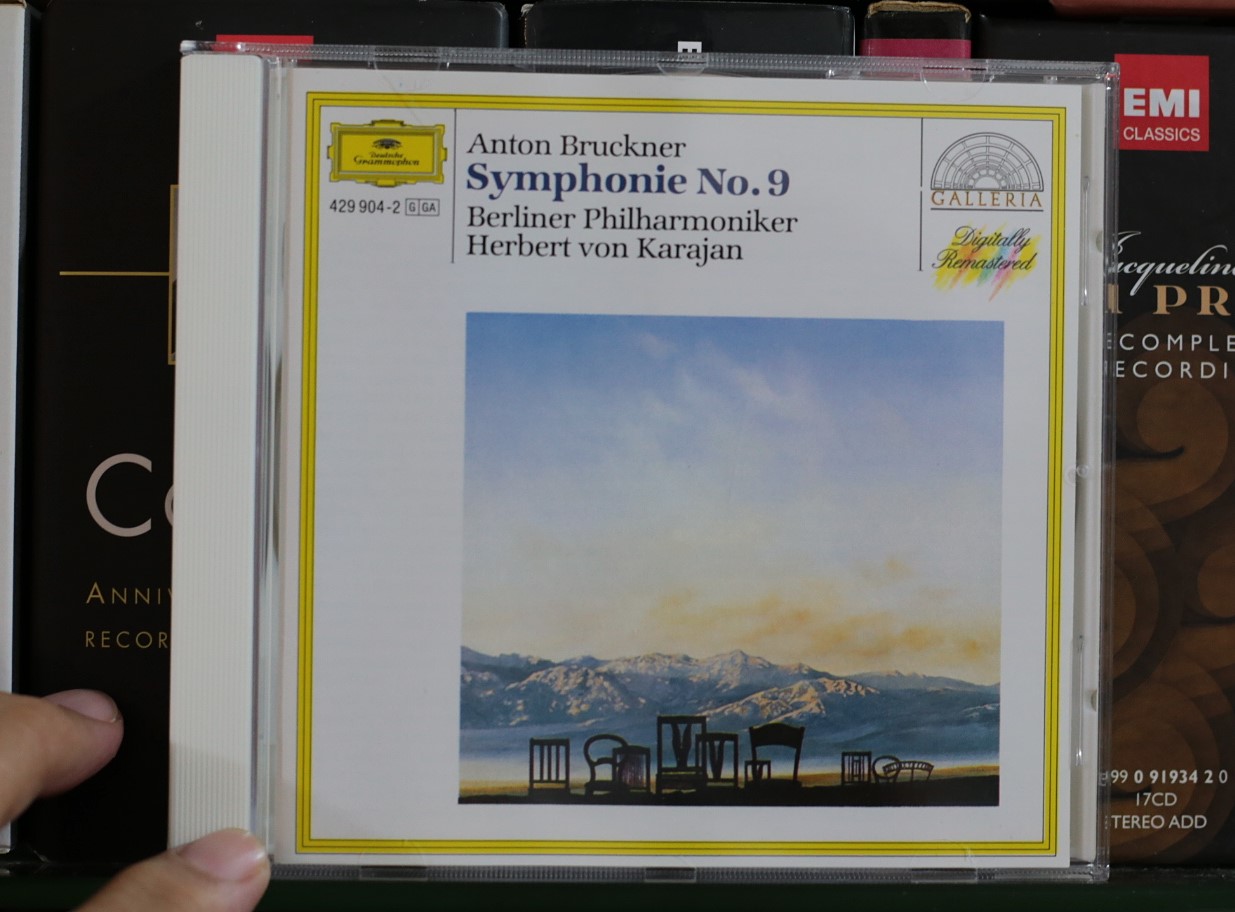 Deutsche
Grammophon
429 904-2 G GA
Anton Bruckner
Symphonie No. 9
Berliner Philharmoniker
Herbert von Karajan
GALLERIA
Digitally
Remastered
EMI
CLASSICS
PR
COMPLE
ECORDI
99 0 91934 2 0
17CD
TEREO ADD
C
ANNI
RECOR